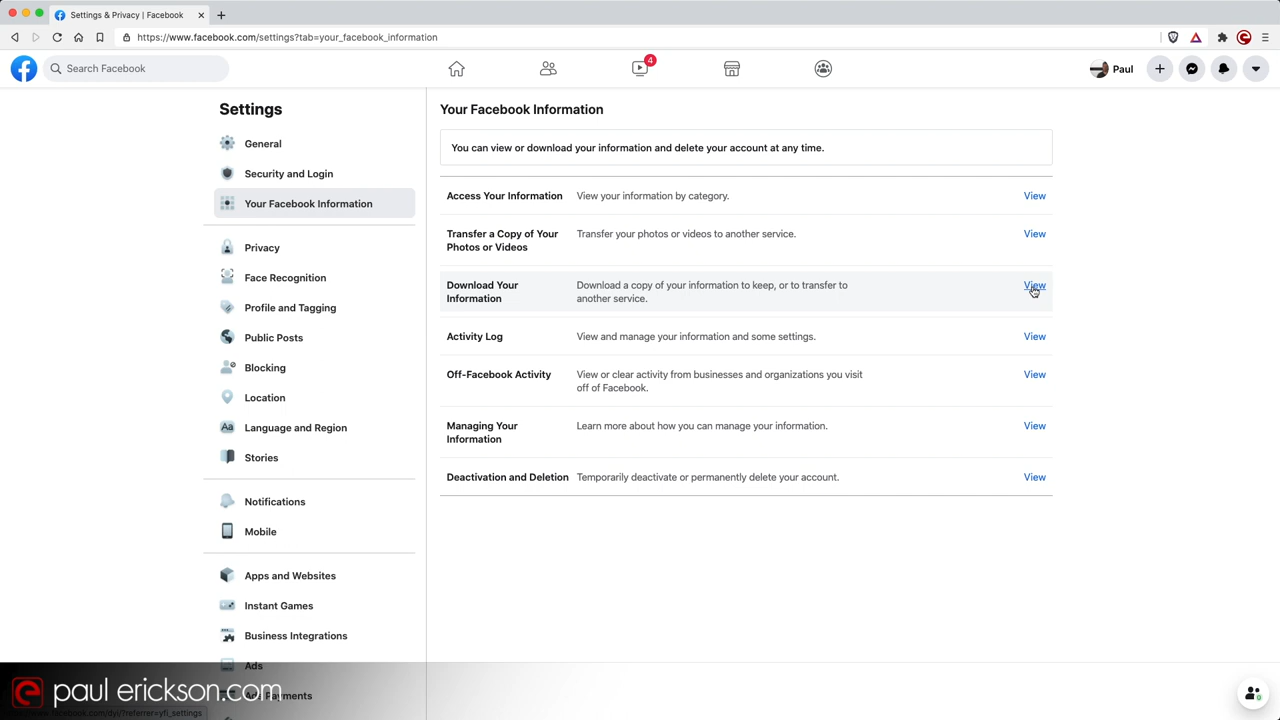 Settings & Privacy | Facebook
https://www.facebook.com/settings?tab=your_facebook_information
Search Facebook
4
Paul
Settings
General
Security and Login
Your Facebook Information
Privacy
Face Recognition
Profile and Tagging
Public Posts
Blocking
Location
Aa Language and Region
Stories
Notifications
Mobile
Apps and Websites
Instant Games
Business Integrations
Ads
Ads Payments
Your Facebook Information
You can view or download your information and delete your account at any time.
Access Your Information View your information by category. View
Transfer a Copy of Your Transfer your photos or videos to another service. View
Photos or Videos
Download Your Download a copy of your information to keep, or to transfer to View
Information another service.
Activity Log View and manage your information and some settings. View
Off-Facebook Activity View or clear activity from businesses and organizations you visit View
off of Facebook.
Managing Your Learn more about how you can manage your information. View
Information
Deactivation and Deletion Temporarily deactivate or permanently delete your account. View
e paul erickson.com